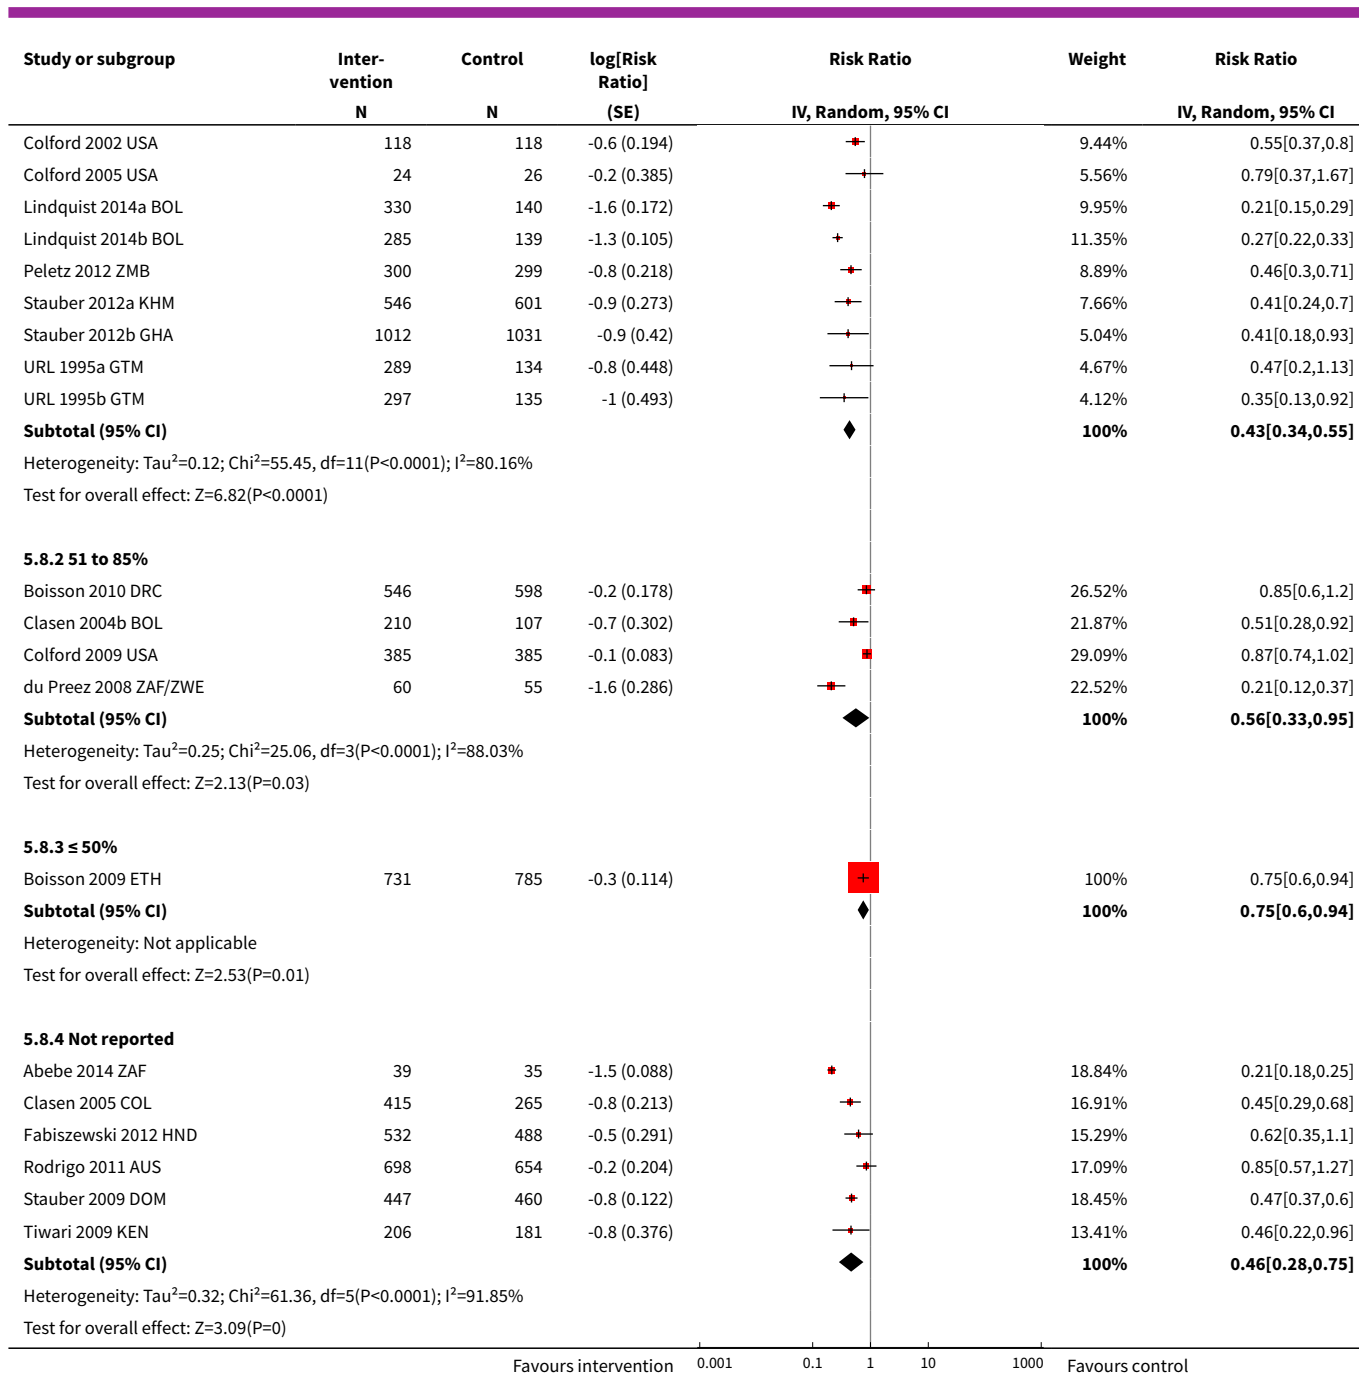 Study or subgroup Inter-vention Control log[Risk Ratio] Risk Ratio Weight Risk Ratio
N N (SE) IV, Random, 95% CI IV, Random, 95% CI
Colford 2002 USA 118 118 -0.6 (0.194) 9.44% 0.55[0.37,0.8]
Colford 2005 USA 24 26 -0.2 (0.385) 5.56% 0.79[0.37,1.67]
Lindquist 2014a BOL 330 140 -1.6 (0.172) 9.95% 0.21[0.15,0.29]
Lindquist 2014b BOL 285 139 -1.3 (0.105) 11.35% 0.27[0.22,0.33]
Peletz 2012 ZMB 300 299 -0.8 (0.218) 8.89% 0.46[0.3,0.71]
Stauber 2012a KHM 546 601 -0.9 (0.273) 7.66% 0.41[0.24,0.7]
Stauber 2012b GHA 1012 1031 -0.9 (0.42) 5.04% 0.41[0.18,0.93]
URL 1995a GTM 289 134 -0.8 (0.448) 4.67% 0.47[0.2,1.13]
URL 1995b GTM 297 135 -1 (0.493) 4.12% 0.35[0.13,0.92]
Subtotal (95% CI) 100% 0.43[0.34,0.55]
Heterogeneity: Tau²=0.12; Chi²=55.45, df=11(P<0.0001); I²=80.16%
Test for overall effect: Z=6.82(P<0.0001)
5.8.2 51 to 85%
Boisson 2010 DRC 546 598 -0.2 (0.178) 26.52% 0.85[0.6,1.2]
Clasen 2004b BOL 210 107 -0.7 (0.302) 21.87% 0.51[0.28,0.92]
Colford 2009 USA 385 385 -0.1 (0.083) 29.09% 0.87[0.74,1.02]
du Preez 2008 ZAF/ZWE 60 55 -1.6 (0.286) 22.52% 0.21[0.12,0.37]
Subtotal (95% CI) 100% 0.56[0.33,0.95]
Heterogeneity: Tau²=0.25; Chi²=25.06, df=3(P<0.0001); I²=88.03%
Test for overall effect: Z=2.13(P=0.03)
5.8.3 ≤ 50%
Boisson 2009 ETH 731 785 -0.3 (0.114) 100% 0.75[0.6,0.94]
Subtotal (95% CI) 100% 0.75[0.6,0.94]
Heterogeneity: Not applicable
Test for overall effect: Z=2.53(P=0.01)
5.8.4 Not reported
Abebe 2014 ZAF 39 35 -1.5 (0.088) 18.84% 0.21[0.18,0.25]
Clasen 2005 COL 415 265 -0.8 (0.213) 16.91% 0.45[0.29,0.68]
Fabiszewski 2012 HND 532 488 -0.5 (0.291) 15.29% 0.62[0.35,1.1]
Rodrigo 2011 AUS 698 654 -0.2 (0.204) 17.09% 0.85[0.57,1.27]
Stauber 2009 DOM 447 460 -0.8 (0.122) 18.45% 0.47[0.37,0.6]
Tiwari 2009 KEN 206 181 -0.8 (0.376) 13.41% 0.46[0.22,0.96]
Subtotal (95% CI) 100% 0.46[0.28,0.75]
Heterogeneity: Tau²=0.32; Chi²=61.36, df=5(P<0.0001); I²=91.85%
Test for overall effect: Z=3.09(P=0)
Favours intervention 0.001 0.1 1 10 1000 Favours control